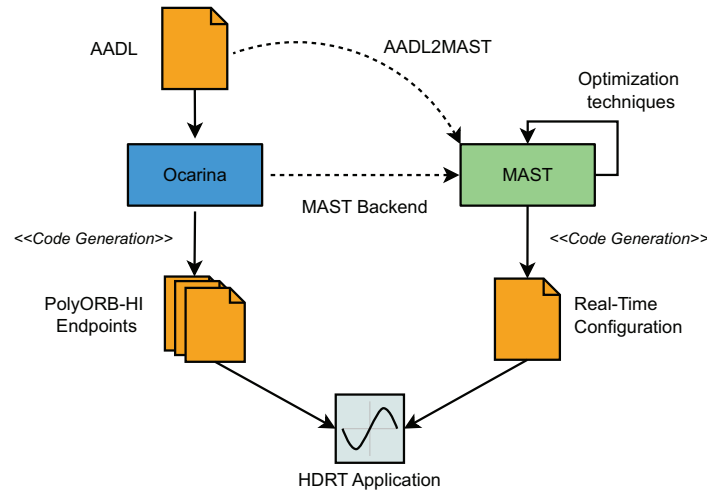 AADL
AADL2MAST
Optimization
techniques
Ocarina
MAST
MAST Backend
<<Code Generation>>
<<Code Generation>>
PolyORB-HI
Endpoints
Real-Time
Configuration
HDRT Application